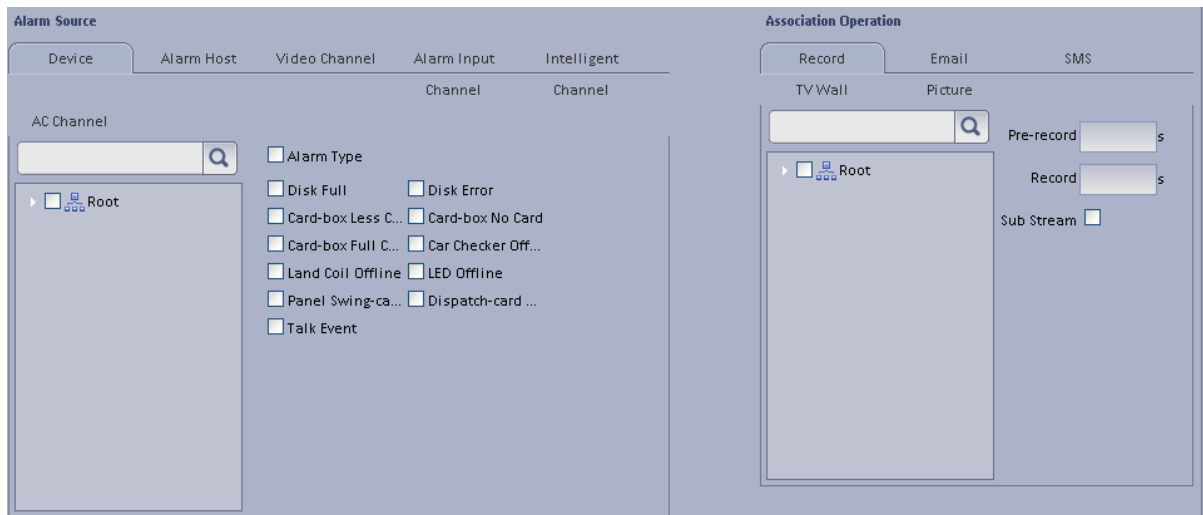 Alarm Source
Device Alarm Host Video Channel Alarm Input Intelligent
Channel Channel
AC Channel
Root
Alarm Type
Disk Full Disk Error
Card-box Less C... Card-box No Card
Card-box Full C... Car Checker Off...
Land Coil Offline LED Offline
Panel Swing-ca... Dispatch-card ...
Talk Event
Association Operation
Record Email SMS
TV Wall Picture
Root
Pre-record s
Record s
Sub Stream